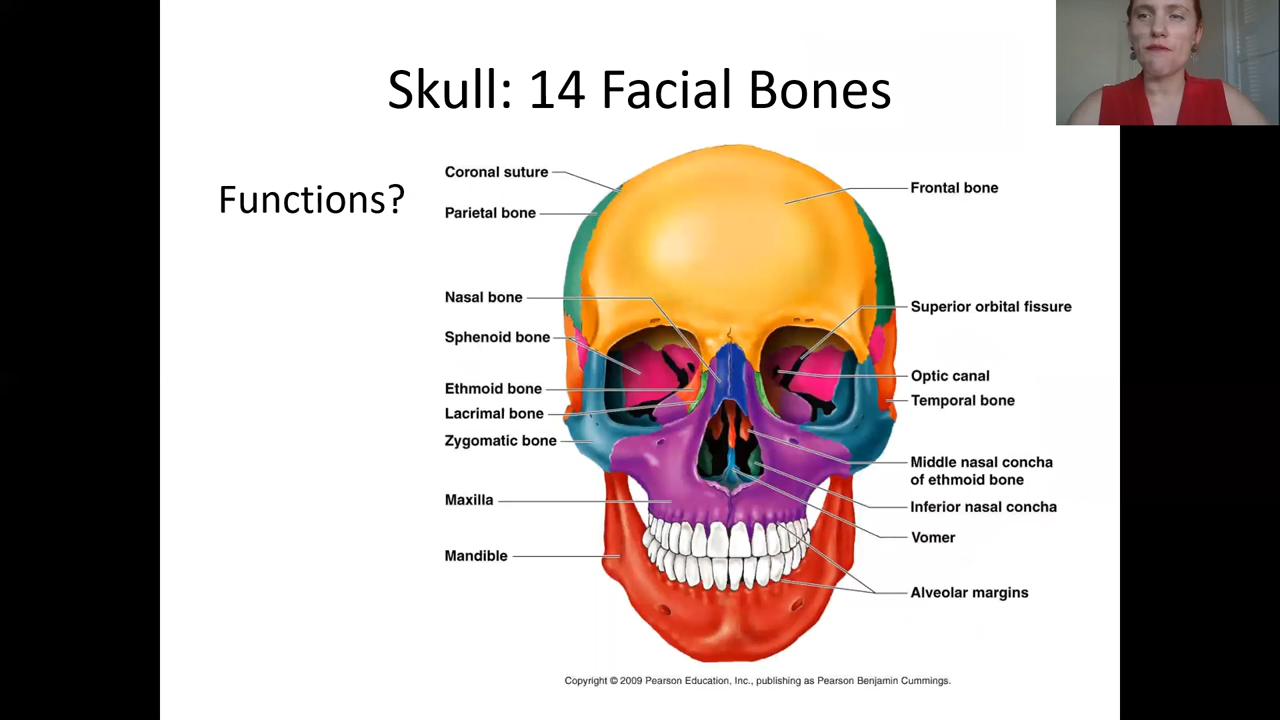 Skull: 14 Facial Bones
Functions?
Coronal suture
Parietal bone
Nasal bone
Sphenoid bone
Ethmoid bone
Lacrimal bone
Zygomatic bone
Maxilla
Mandible
Frontal bone
Superior orbital fissure
Optic canal
Temporal bone
Middle nasal concha
of ethmoid bone
Inferior nasal concha
Vomer
Alveolar margins
Copyright © 2009 Pearson Education, Inc., publishing as Pearson Benjamin Cummings.